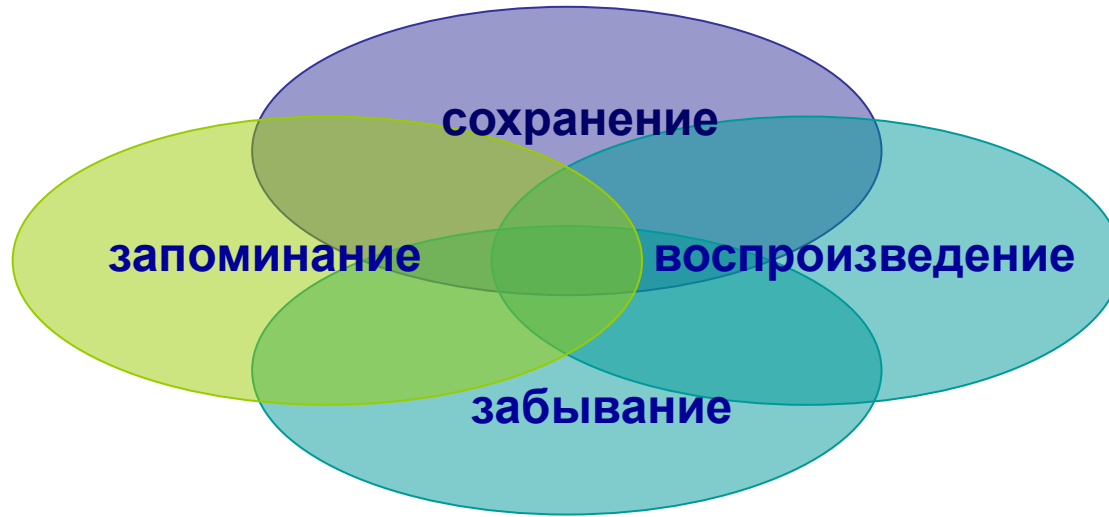 сохранение
запоминание
воспроизведение
забывание